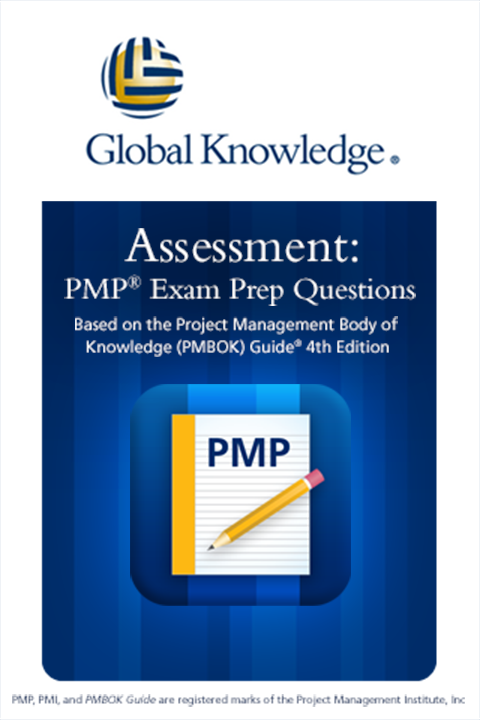 Global Knowledge®
Assessment:
PMP® Exam Prep Questions
Based on the Project Management Body of
Knowledge (PMBOK) Guide® 4th Edition
PMP
PMP, PMI, and PMBOK Guide are registered marks of the Project Management Institute, Inc